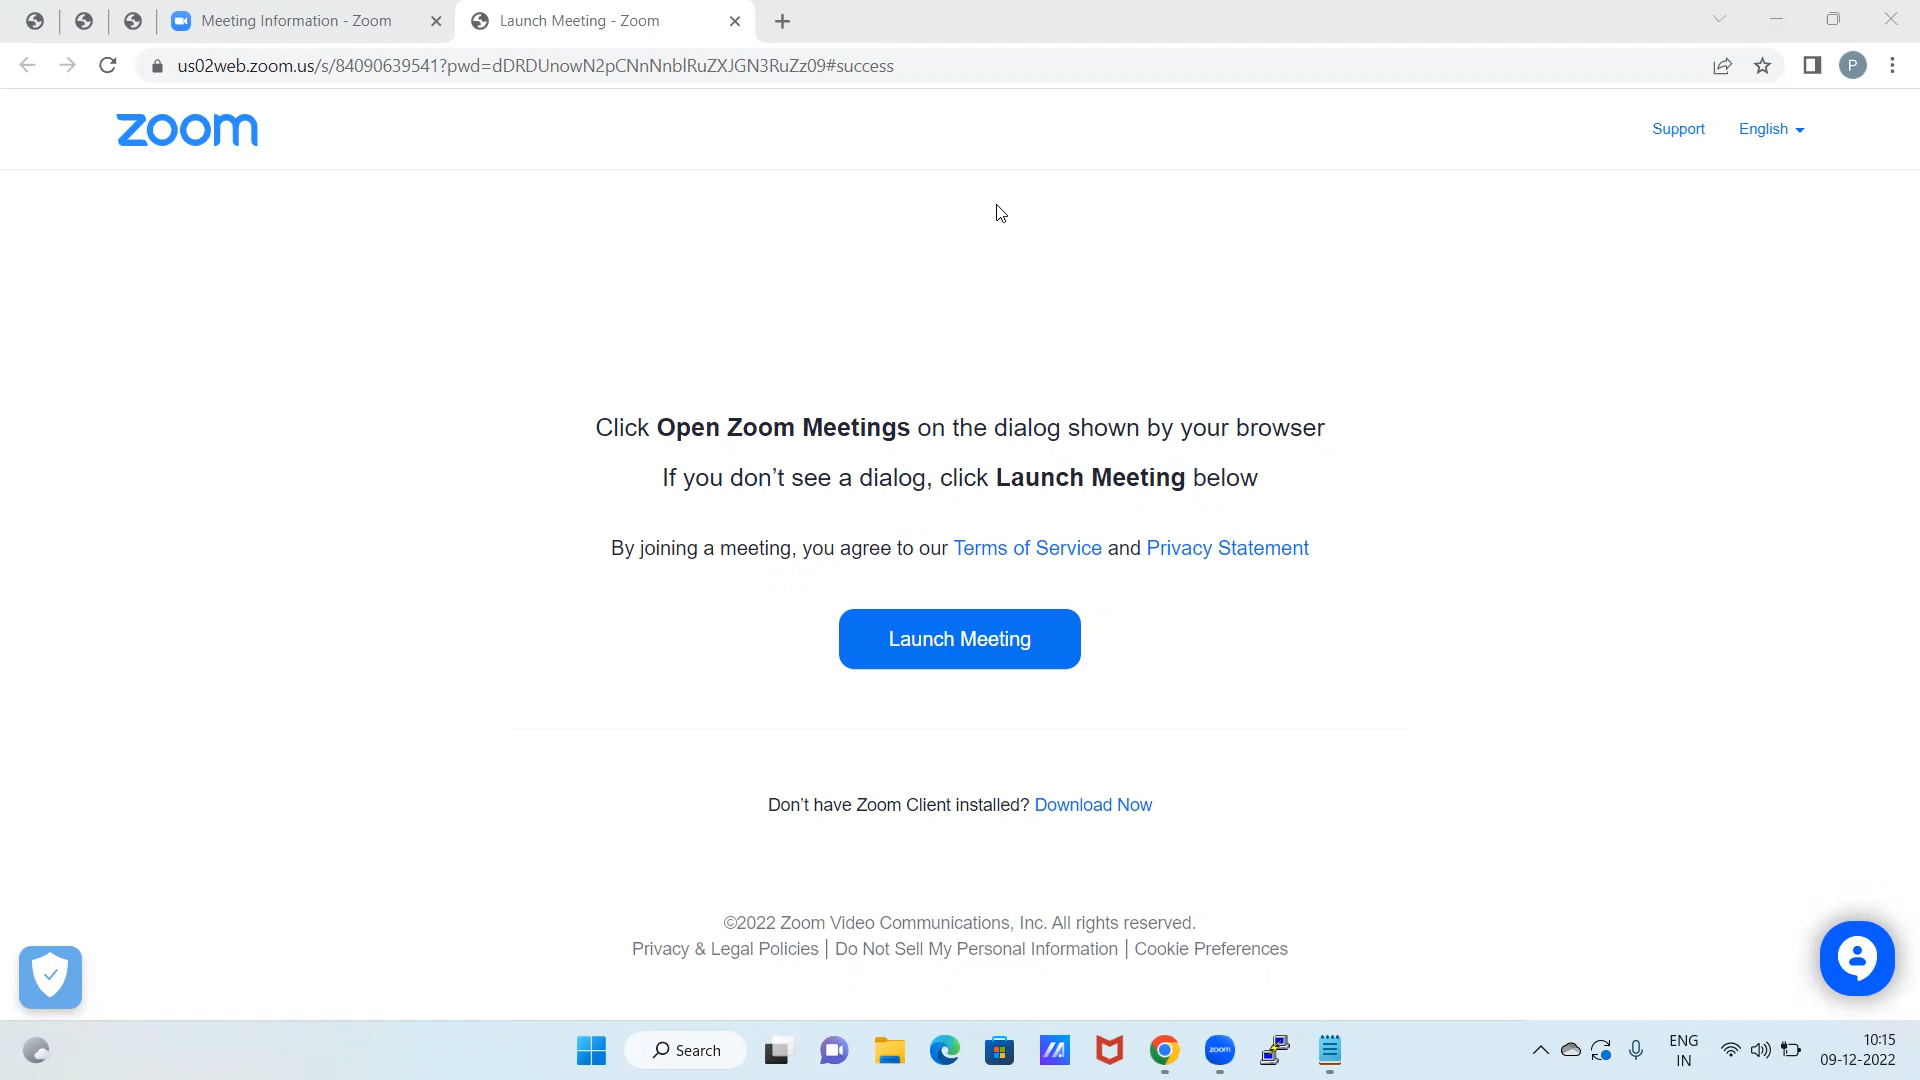 Meeting Information - Zoom
Launch Meeting - Zoom
us02web.zoom.us/s/84090639541?pwd=dDRDUnowN2pCNnNnblRuZXJGN3RuZz09#success
P
zoom
Support
English
Click Open Zoom Meetings on the dialog shown by your browser
If you don’t see a dialog, click Launch Meeting below
By joining a meeting, you agree to our Terms of Service and Privacy Statement
Launch Meeting
Don’t have Zoom Client installed? Download Now
©2022 Zoom Video Communications, Inc. All rights reserved.
Privacy & Legal Policies | Do Not Sell My Personal Information | Cookie Preferences
Search
zoom
ENG
IN
10:15
09-12-2022